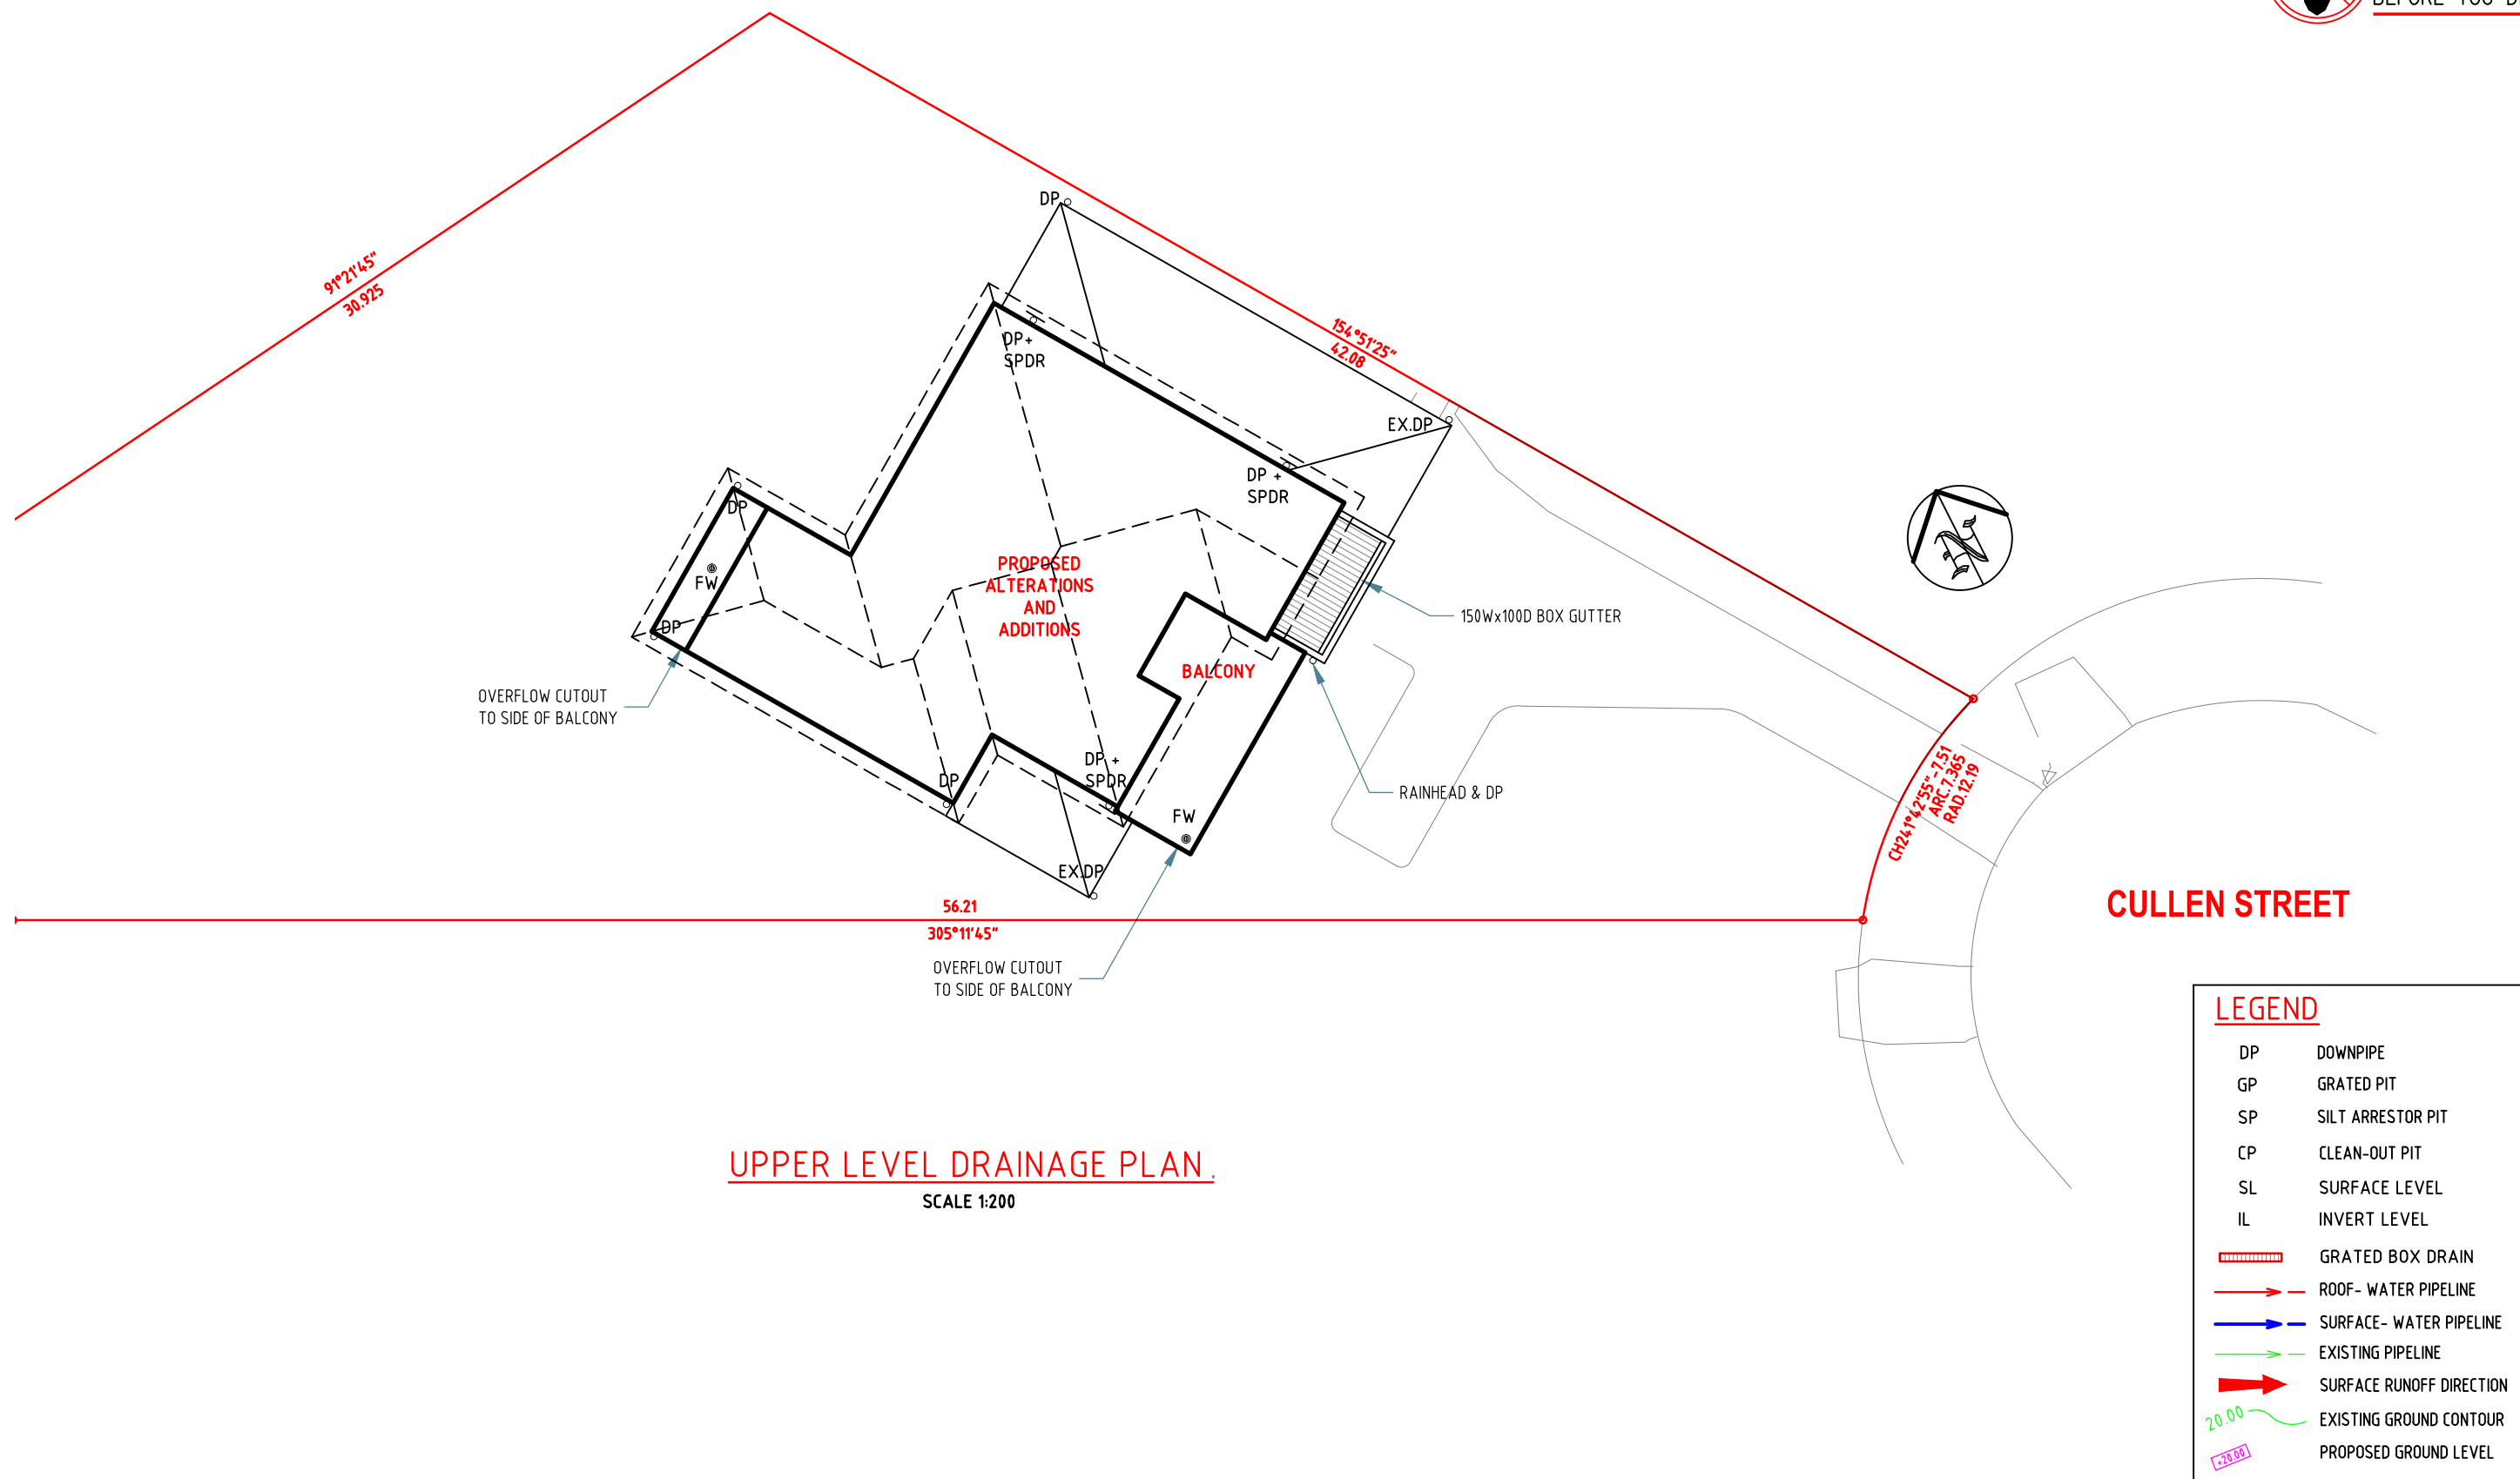 BEFORE YOU
91°21'45"
30.925
154°51'25"
42.08
DP
DP+
SPDR
EX.DP
DP +
SPDR
DP
FW
DP
PROPOSED
ALTERATIONS
AND
ADDITIONS
BALCONY
150Wx100D BOX GUTTER
OVERFLOW CUTOUT
TO SIDE OF BALCONY
DP
DP +
SPDR
RAINHEAD & DP
FW
EX.DP
CH241°42'55"-7.51
ARC.7.365
RAD.12.19
CULLEN STREET
56.21
305°11'45"
OVERFLOW CUTOUT
TO SIDE OF BALCONY
UPPER LEVEL DRAINAGE PLAN .
SCALE 1:200
LEGEND
DP DOWNPIPE
GP GRATED PIT
SP SILT ARRESTOR PIT
CP CLEAN-OUT PIT
SL SURFACE LEVEL
IL INVERT LEVEL
GRATED BOX DRAIN
ROOF- WATER PIPELINE
SURFACE- WATER PIPELINE
EXISTING PIPELINE
SURFACE RUNOFF DIRECTION
20.00 EXISTING GROUND CONTOUR
+20.00 PROPOSED GROUND LEVEL